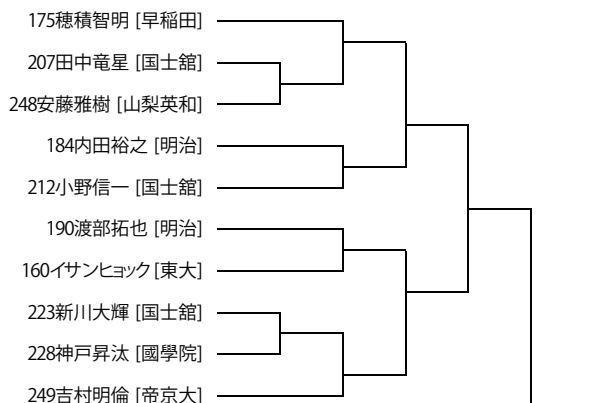 175穂積智明 [早稲田]
207田中竜星 [国士舘]
248安藤雅樹 [山梨英和]
184内田裕之 [明治]
212小野信一 [国士舘]
190渡部拓也 [明治]
160イサンヒョック [東大]
223新川大輝 [国士舘]
228神戸昇汰 [國學院]
249吉村明倫 [帝京大]